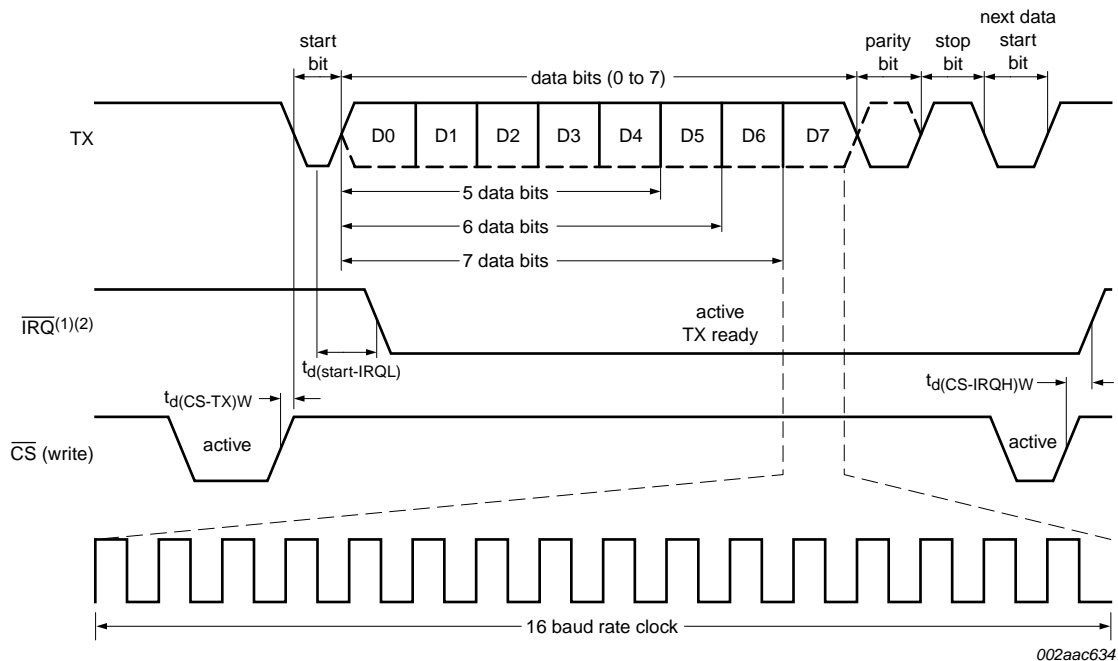 start
bit
data bits (0 to 7)
parity
bit
stop
bit
next data
start
bit
TX
D0
D1
D2
D3
D4
D5
D6
D7
5 data bits
6 data bits
7 data bits
IRQ(1)(2)
active
TX ready
td(start-IRQL)
td(CS-TX)W
td(CS-IRQH)W
CS (write)
active
active
16 baud rate clock
002aac634